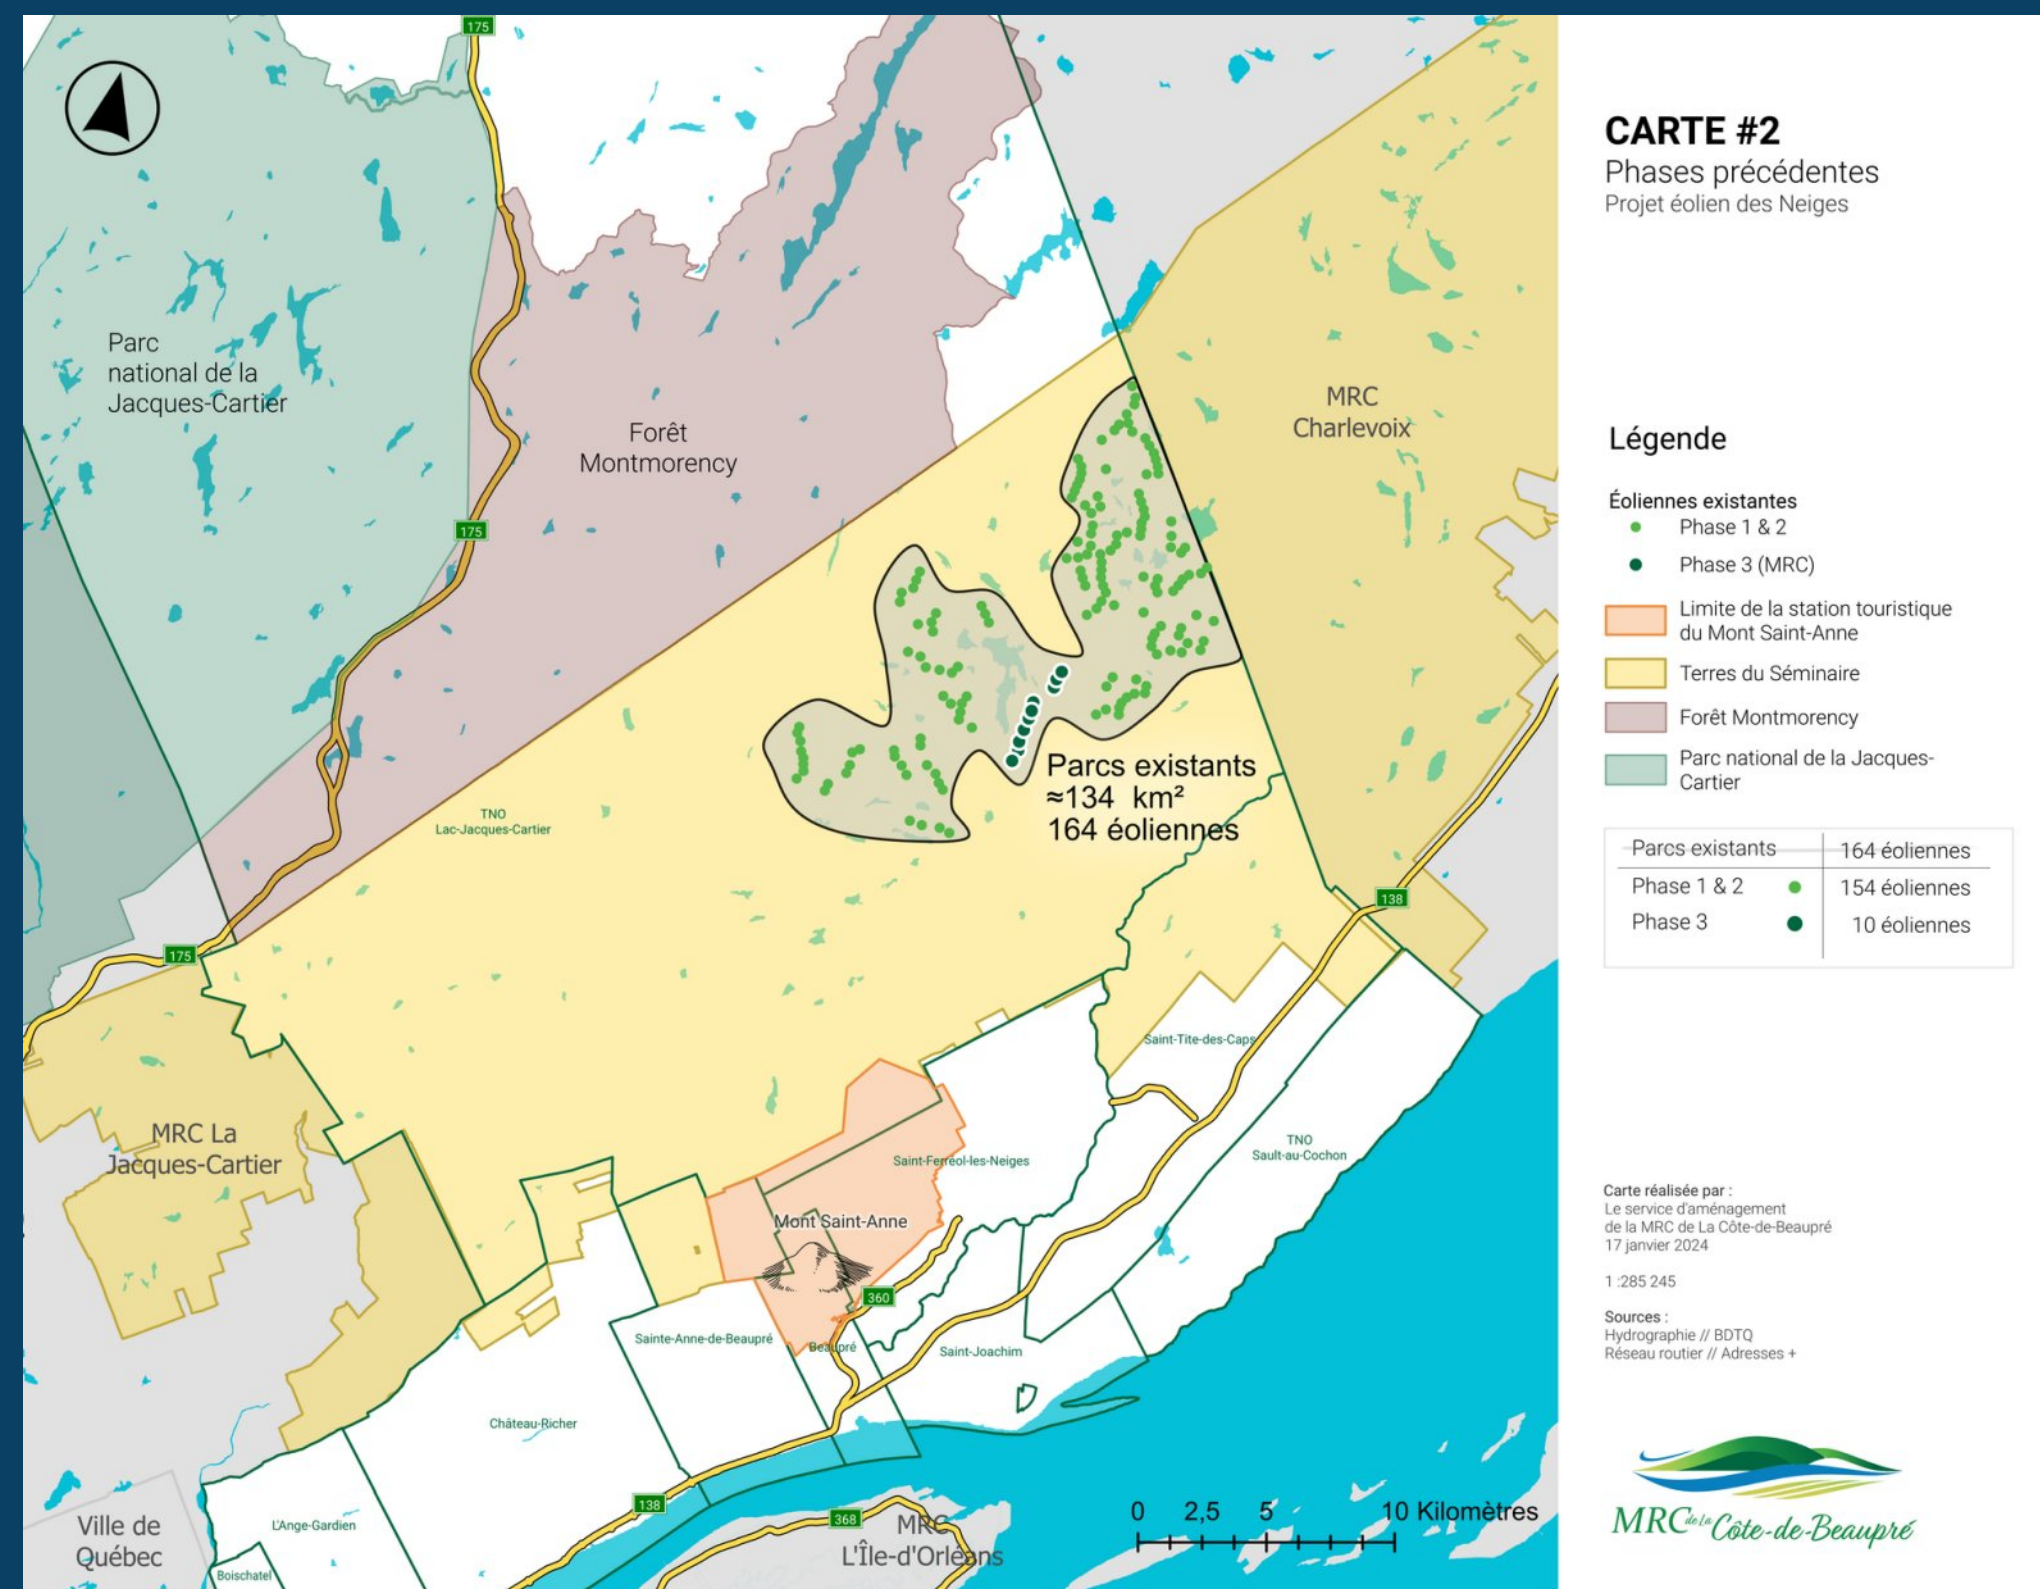 175
Parc
national de la
Jacques-Cartier
Forêt
Montmorency
175
MRC
Charlevoix
TNO
Lac-Jacques-Cartier
Parcs existants
≈134 km²
164 éoliennes
138
175
Saint-Tite-des-Caps
MRC La
Jacques-Cartier
Saint-Ferréol-les-Neiges
TNO
Sault-au-Cochon
Mont Saint-Anne
360
Sainte-Anne-de-Beaupré
Beaupré
Saint-Joachim
Château-Richer
138
368
L'Ange-Gardien
Ville de
Québec
Boischatel
MRC
L'Île-d'Orléans
0 2,5 5 10 Kilomètres
CARTE #2
Phases précédentes
Projet éolien des Neiges
Légende
Éoliennes existantes
Phase 1 & 2
Phase 3 (MRC)
Limite de la station touristique
du Mont Saint-Anne
Terres du Séminaire
Forêt Montmorency
Parc national de la Jacques-
Cartier
Parcs existants 164 éoliennes
Phase 1 & 2 154 éoliennes
Phase 3 10 éoliennes
Carte réalisée par :
Le service d'aménagement
de la MRC de La Côte-de-Beaupré
17 janvier 2024
1 :285 245
Sources :
Hydrographie // BDTQ
Réseau routier // Adresses +
MRC de la Côte-de-Beaupré